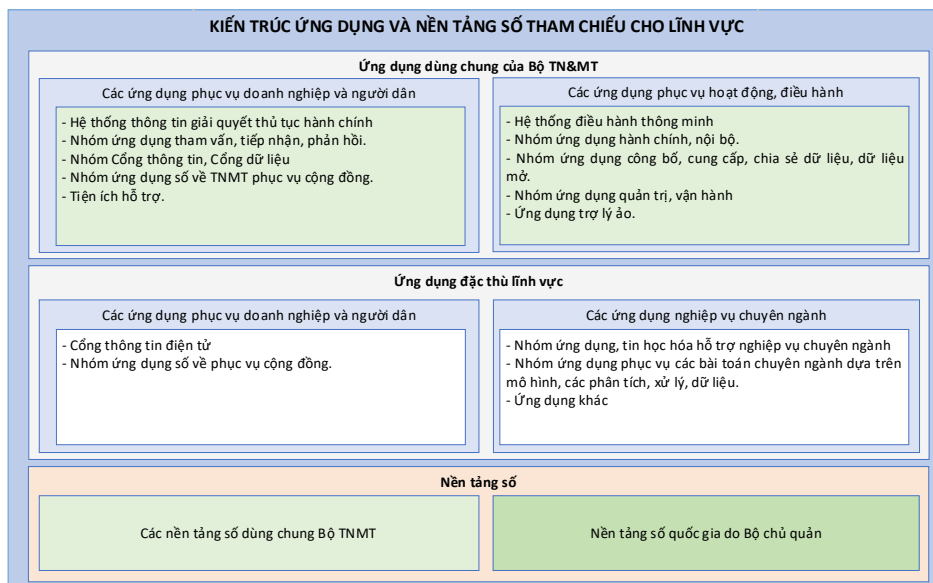 KIẾN TRÚC ỨNG DỤNG VÀ NỀN TẢNG SỐ THAM CHIẾU CHO LĨNH VỰC
Ứng dụng dùng chung của Bộ TN&MT
Các ứng dụng phục vụ doanh nghiệp và người dân
- Hệ thống thông tin giải quyết thủ tục hành chính
- Nhóm ứng dụng tham vấn, tiếp nhận, phản hồi.
- Nhóm Cổng thông tin, Cổng dữ liệu
- Nhóm ứng dụng số về TNMT phục vụ cộng đồng.
- Tiện ích hỗ trợ.
Các ứng dụng phục vụ hoạt động, điều hành
- Hệ thống điều hành thông minh
- Nhóm ứng dụng hành chính, nội bộ.
- Nhóm ứng dụng công bố, cung cấp, chia sẻ dữ liệu, dữ liệu
mở.
- Nhóm ứng dụng quản trị, vận hành
- Ứng dụng trợ lý ảo.
Ứng dụng đặc thù lĩnh vực
Các ứng dụng phục vụ doanh nghiệp và người dân
- Cổng thông tin điện tử
- Nhóm ứng dụng số về phục vụ cộng đồng.
Các ứng dụng nghiệp vụ chuyên ngành
- Nhóm ứng dụng, tin học hóa hỗ trợ nghiệp vụ chuyên ngành
- Nhóm ứng dụng phục vụ các bài toán chuyên ngành dựa trên
mô hình, các phân tích, xử lý, dữ liệu.
- Ứng dụng khác
Nền tảng số
Các nền tảng số dùng chung Bộ TNMT
Nền tảng số quốc gia do Bộ chủ quản